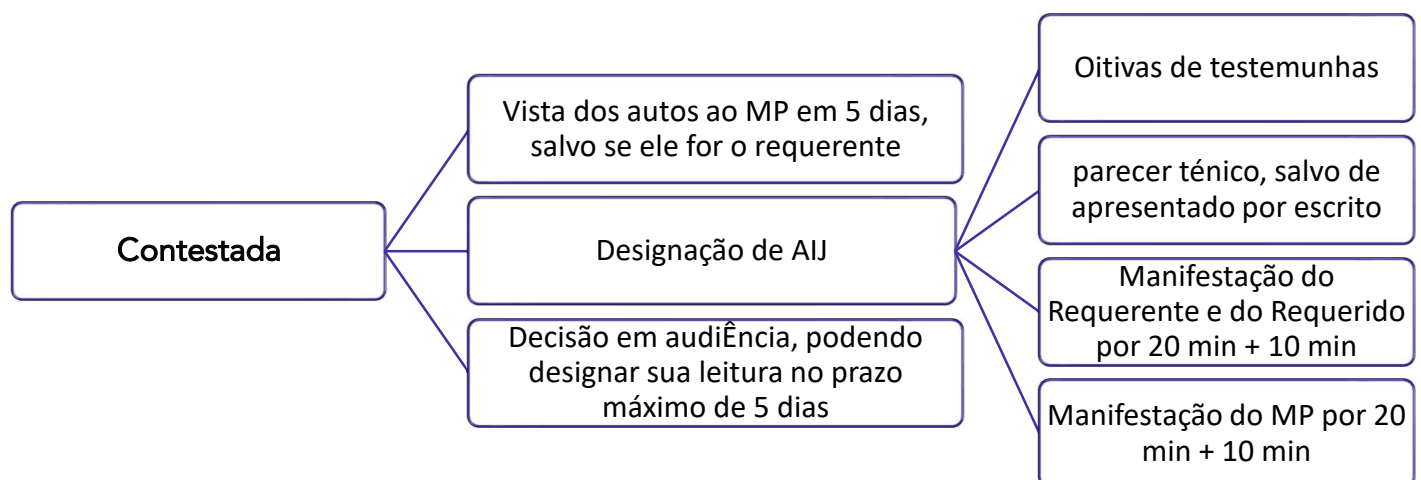 Contestada
Vista dos autos ao MP em 5 dias,
salvo se ele for o requerente
Designação de AIJ
Decisão em audiÊncia, podendo
designar sua leitura no prazo
máximo de 5 dias
Oitivas de testemunhas
parecer ténico, salvo de
apresentado por escrito
Manifestação do
Requerente e do Requerido
por 20 min + 10 min
Manifestação do MP por 20
min + 10 min